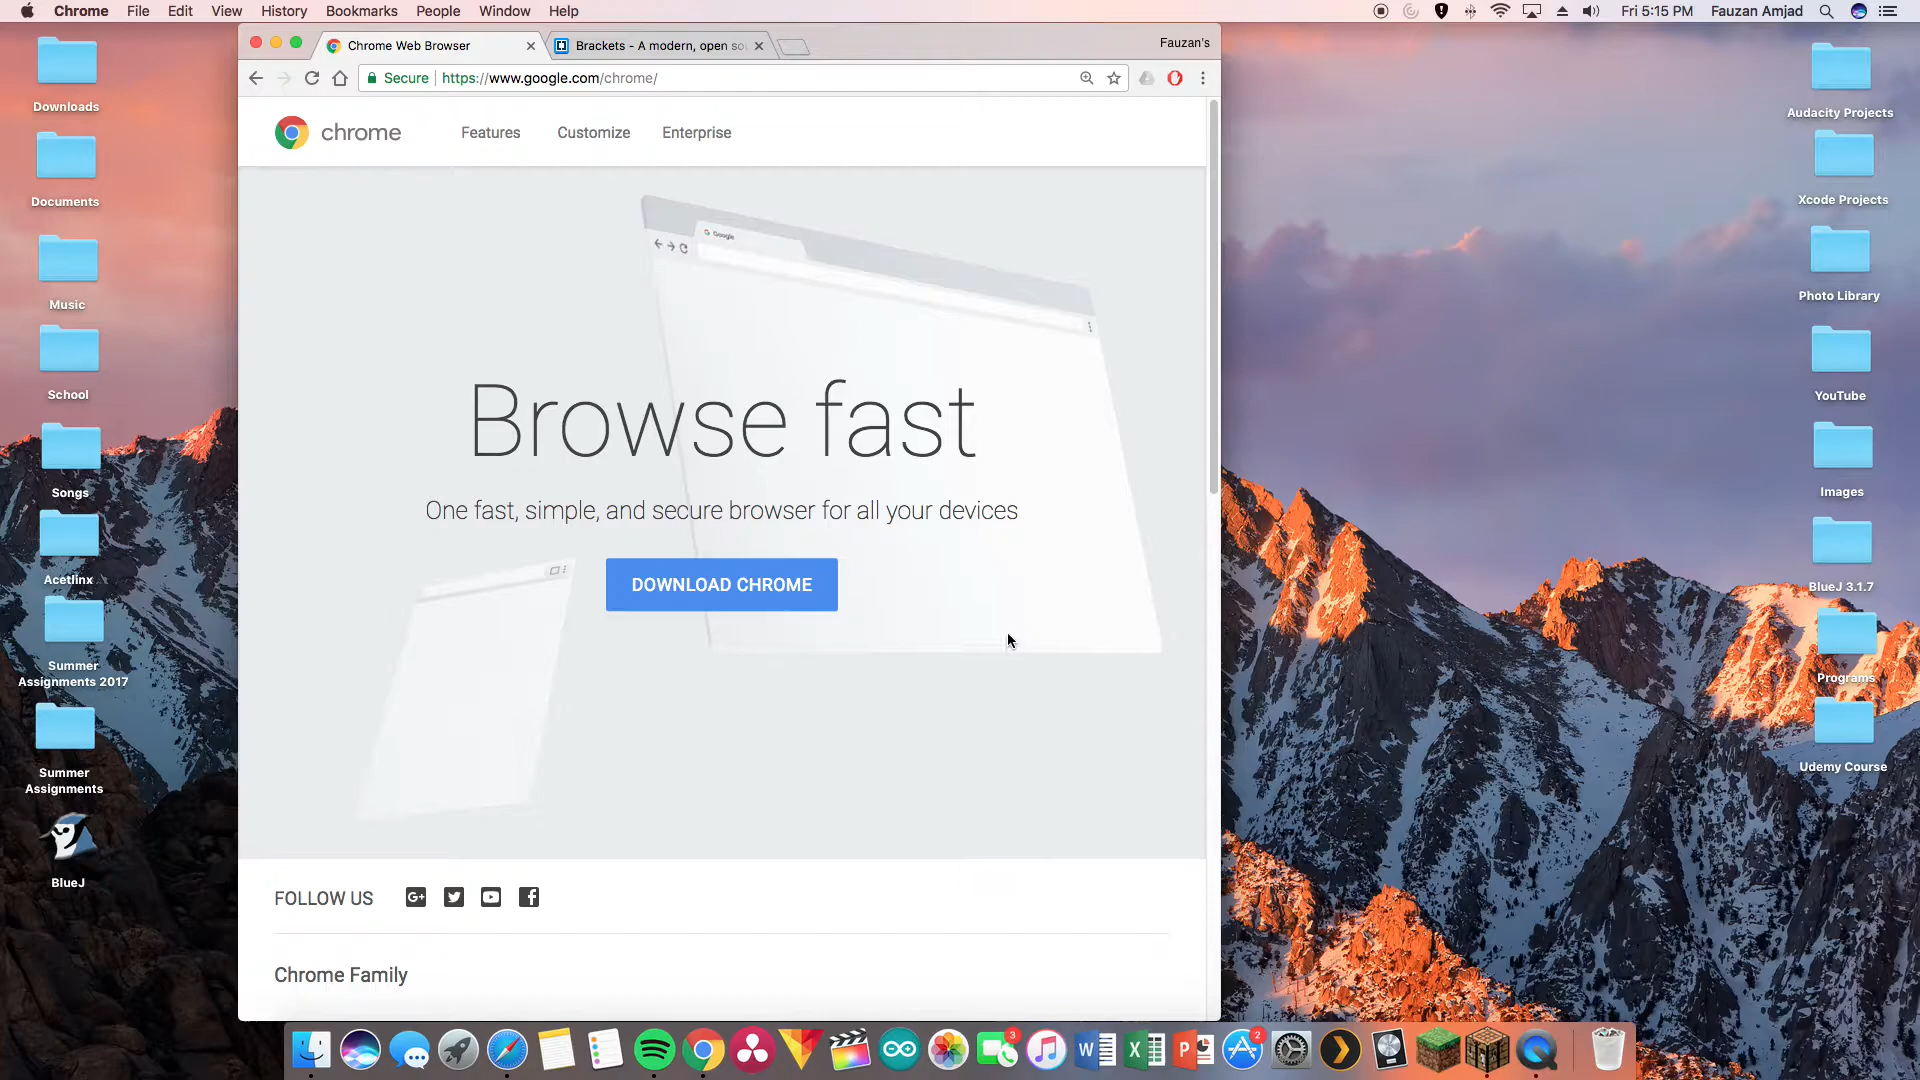 Chrome File Edit View History Bookmarks People Window Help
Fri 5:15 PM Fauzan Amjad
Chrome Web Browser
Brackets - A modern, open so
Fauzan's
Secure https://www.google.com/chrome/
chrome Features Customize Enterprise
Google
Browse fast
One fast, simple, and secure browser for all your devices
DOWNLOAD CHROME
FOLLOW US
G+
Chrome Family
Downloads
Documents
Music
School
Songs
Acetlinx
Summer
Assignments 2017
Summer
Assignments
BlueJ
Audacity Projects
Xcode Projects
Photo Library
YouTube
Images
BlueJ 3.1.7
Programs
Udemy Course
3
W
X
P
2